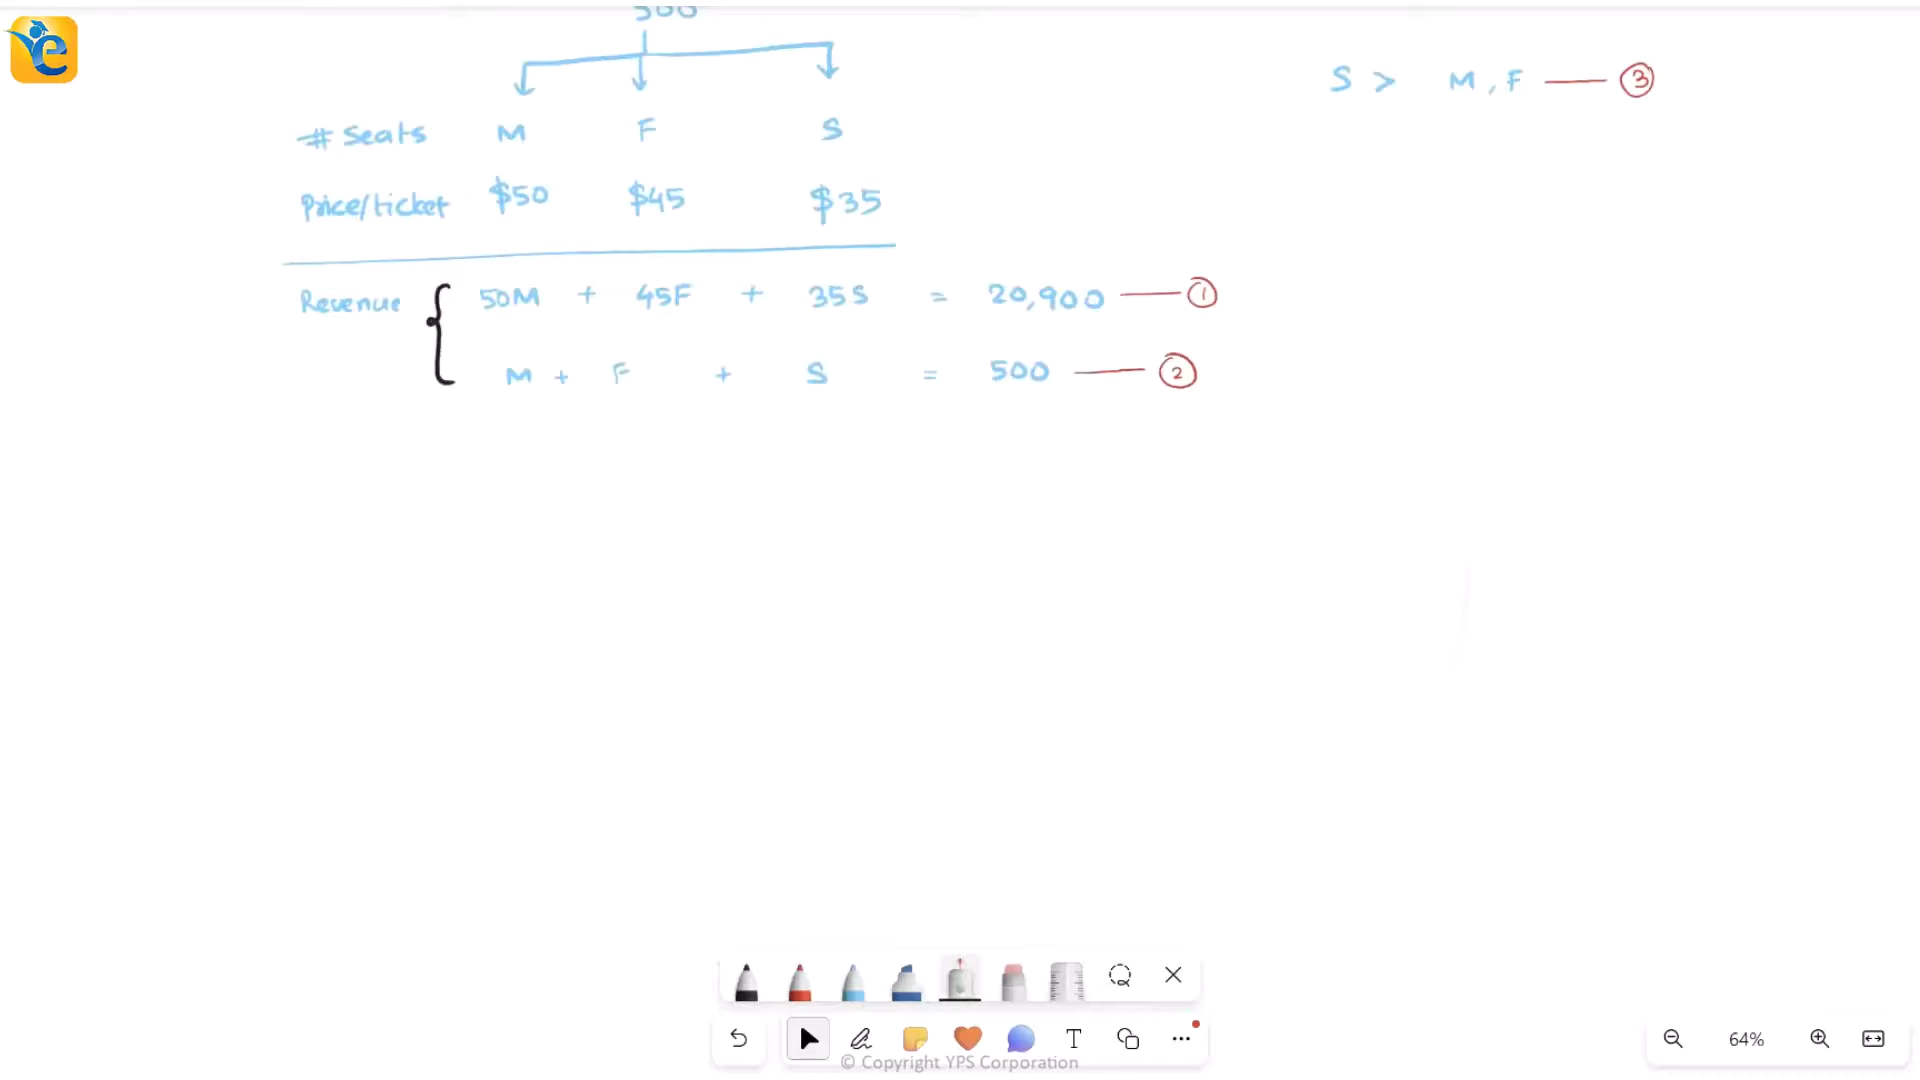 500
S > M, F —— ③
# Seats M F S
Price/ticket $50 $45 $35
Revenue { 50M + 45F + 35S = 20,900 —— ①
M + F + S = 500 —— ②
T
64%
© Copyright YPS Corporation